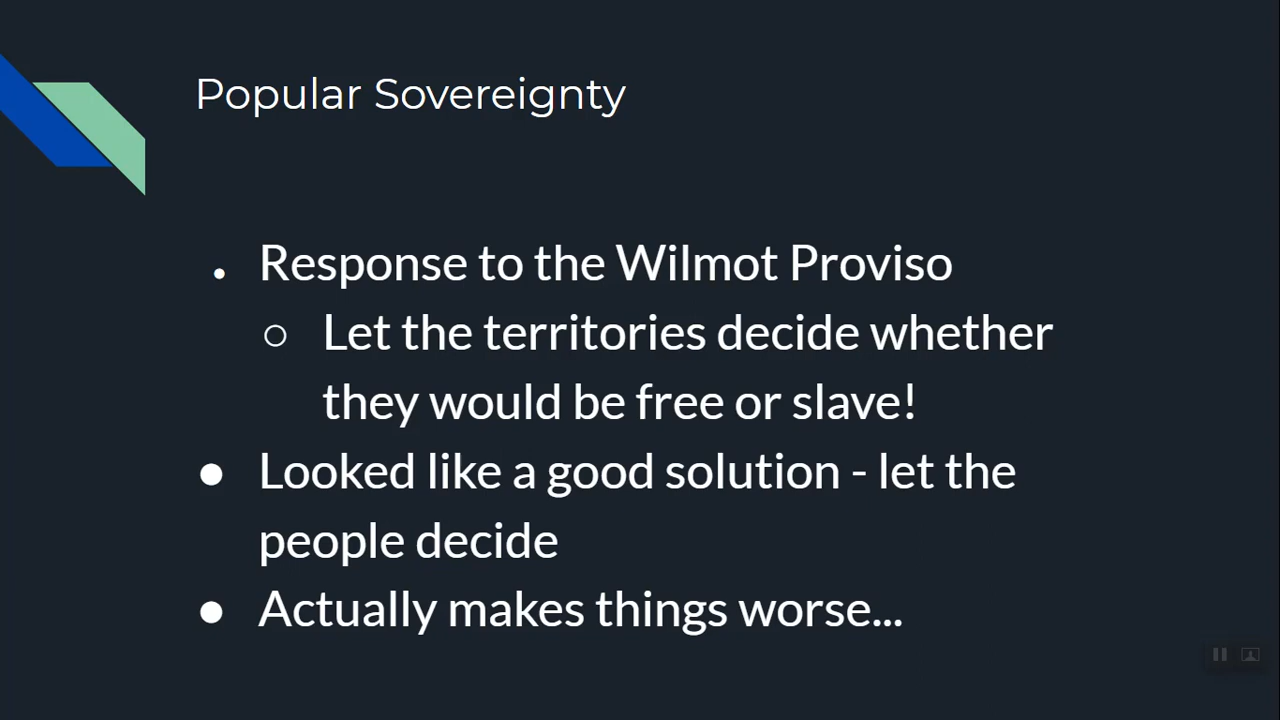 Popular Sovereignty
● Response to the Wilmot Proviso
○ Let the territories decide whether
they would be free or slave!
● Looked like a good solution - let the
people decide
● Actually makes things worse...